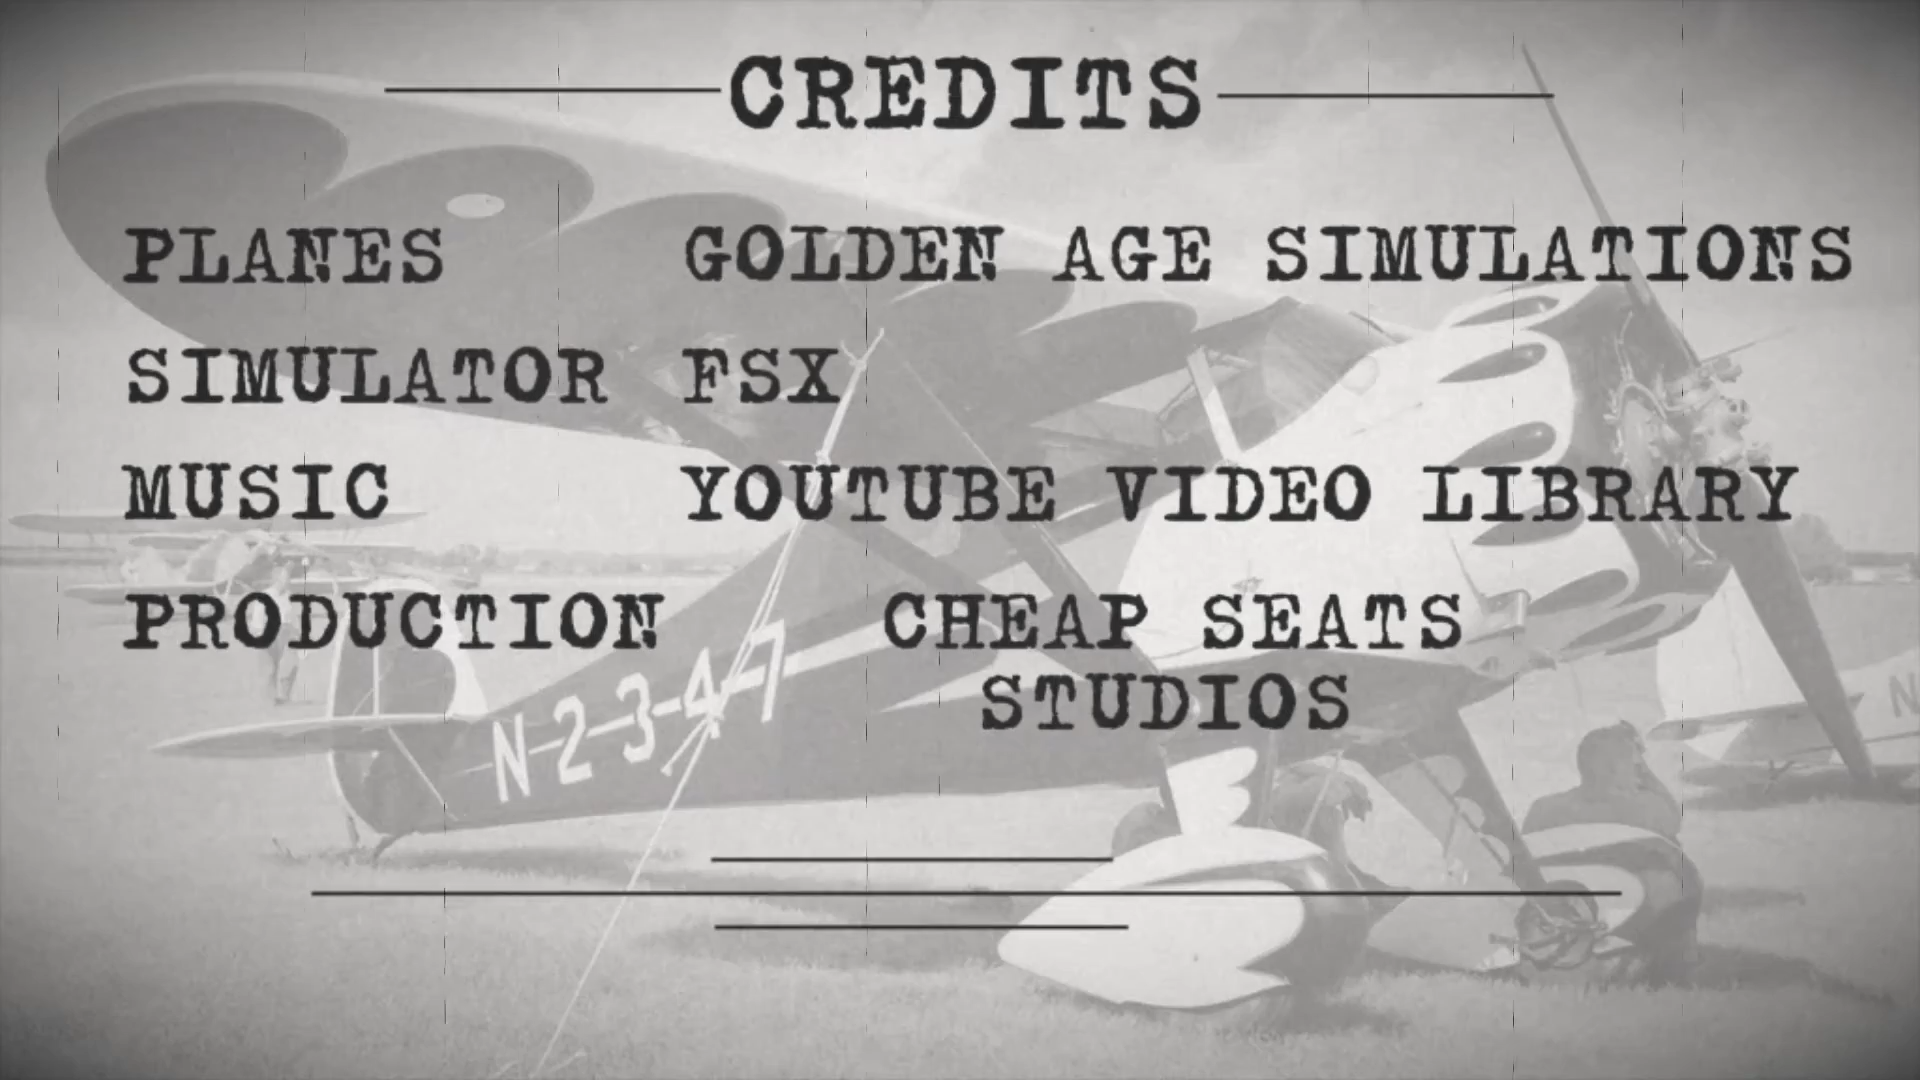 CREDITS
PLANES GOLDEN AGE SIMULATIONS
SIMULATOR FSX
MUSIC YOUTUBE VIDEO LIBRARY
PRODUCTION CHEAP SEATS
STUDIOS
N-2-3-4-7
N